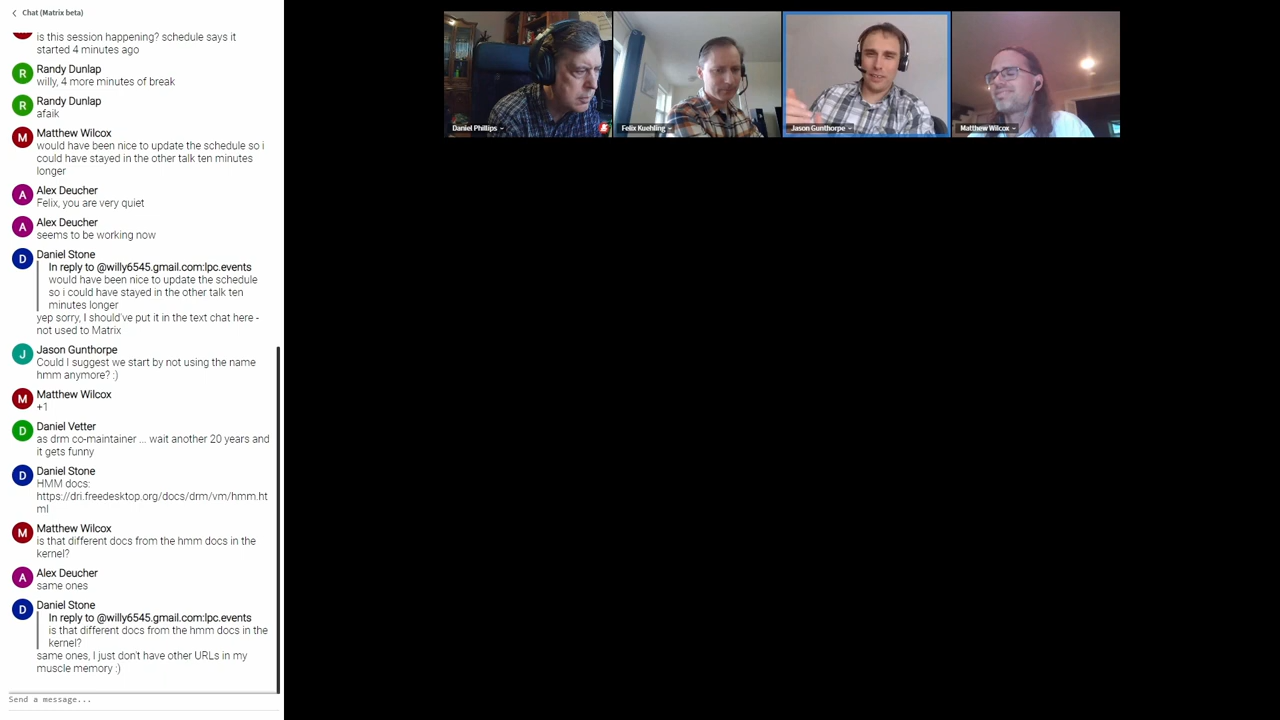 Chat (Matrix beta)
is this session happening? schedule says it
started 4 minutes ago
R
Randy Dunlap
willy, 4 more minutes of break
R
Randy Dunlap
afaik
M
Matthew Wilcox
would have been nice to update the schedule so i
could have stayed in the other talk ten minutes
longer
A
Alex Deucher
Felix, you are very quiet
A
Alex Deucher
seems to be working now
D
Daniel Stone
In reply to @willy6545.gmail.com:lpc.events
would have been nice to update the schedule
so i could have stayed in the other talk ten
minutes longer
yep sorry, I should've put it in the text chat here -
not used to Matrix
J
Jason Gunthorpe
Could I suggest we start by not using the name
hmm anymore? :)
M
Matthew Wilcox
+1
D
Daniel Vetter
as drm co-maintainer ... wait another 20 years and
it gets funny
D
Daniel Stone
HMM docs:
https://dri.freedesktop.org/docs/drm/vm/hmm.ht
ml
M
Matthew Wilcox
is that different docs from the hmm docs in the
kernel?
A
Alex Deucher
same ones
D
Daniel Stone
In reply to @willy6545.gmail.com:lpc.events
is that different docs from the hmm docs in the
kernel?
same ones, I just don't have other URLs in my
muscle memory :)
Send a message...
Daniel Phillips
Felix Kuehling
Jason Gunthorpe
Matthew Wilcox